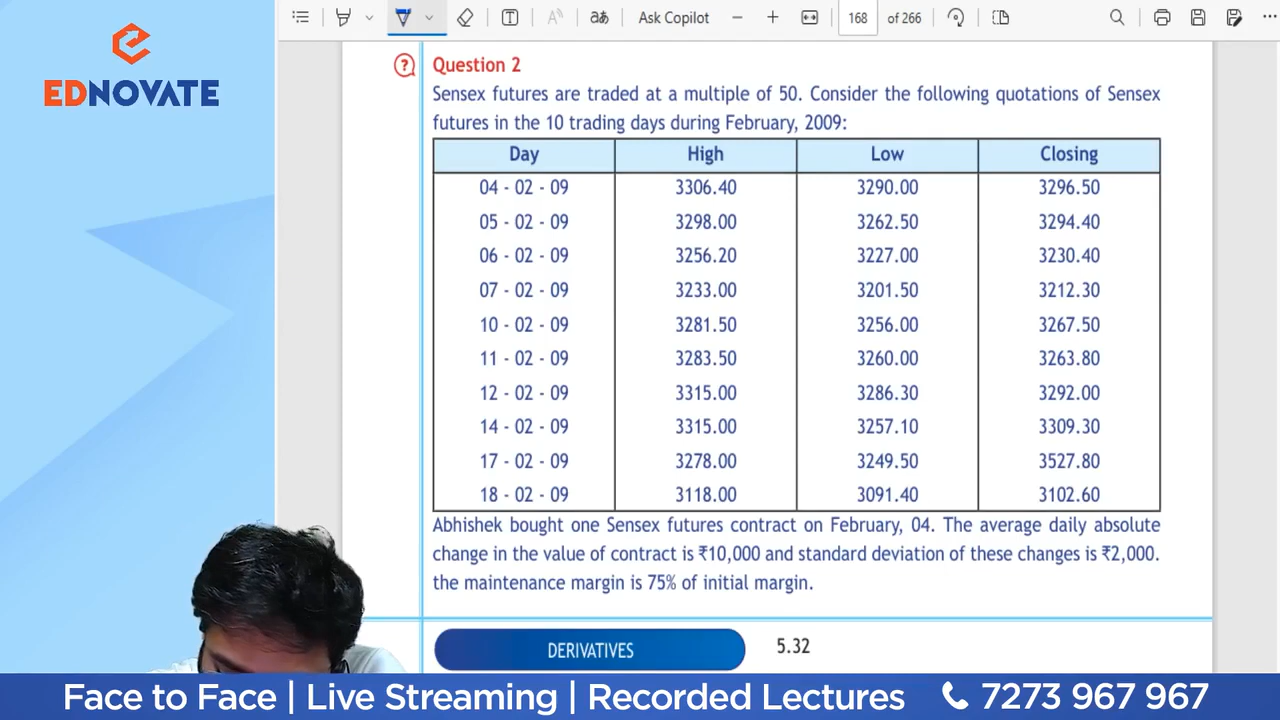 EDNOVATE
Ask Copilot
168 of 266
Question 2
Sensex futures are traded at a multiple of 50. Consider the following quotations of Sensex
futures in the 10 trading days during February, 2009:
Day High Low Closing
04 - 02 - 09 3306.40 3290.00 3296.50
05 - 02 - 09 3298.00 3262.50 3294.40
06 - 02 - 09 3256.20 3227.00 3230.40
07 - 02 - 09 3233.00 3201.50 3212.30
10 - 02 - 09 3281.50 3256.00 3267.50
11 - 02 - 09 3283.50 3260.00 3263.80
12 - 02 - 09 3315.00 3286.30 3292.00
14 - 02 - 09 3315.00 3257.10 3309.30
17 - 02 - 09 3278.00 3249.50 3527.80
18 - 02 - 09 3118.00 3091.40 3102.60
Abhishek bought one Sensex futures contract on February, 04. The average daily absolute
change in the value of contract is ₹10,000 and standard deviation of these changes is ₹2,000.
the maintenance margin is 75% of initial margin.
DERIVATIVES 5.32
Face to Face | Live Streaming | Recorded Lectures 7273 967 967